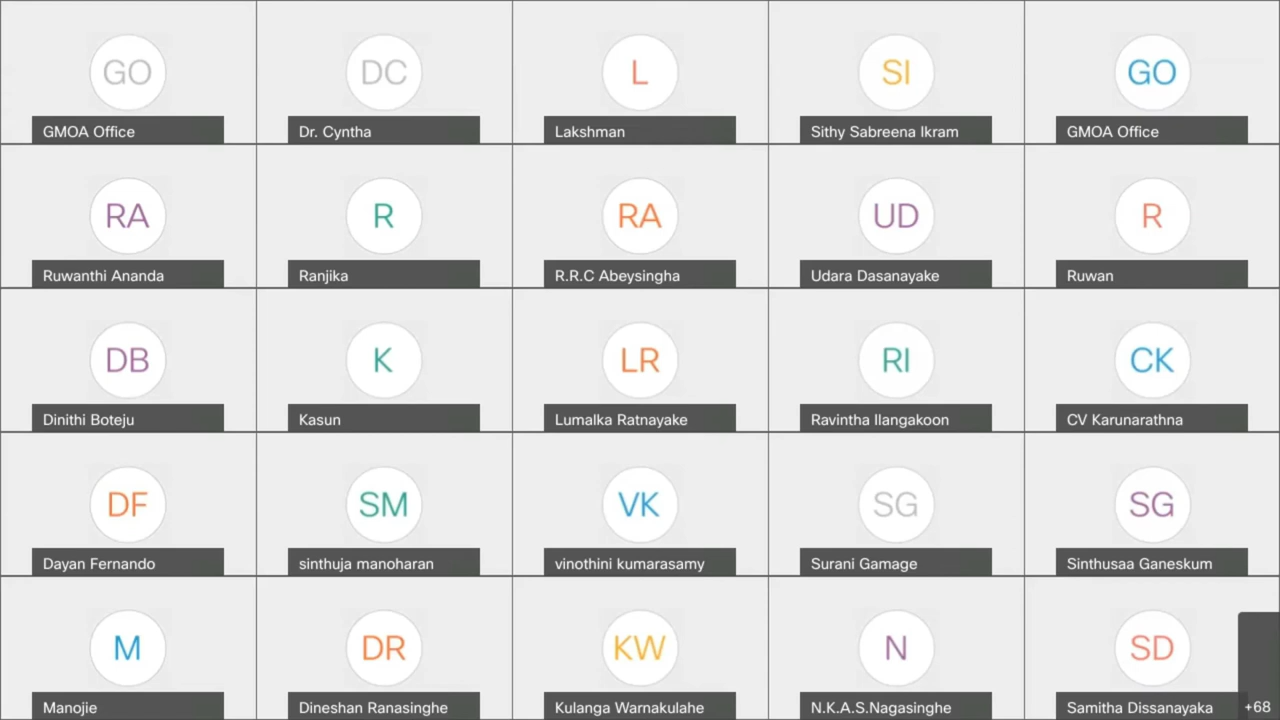 GO DC L SI GO
GMOA Office Dr. Cyntha Lakshman Sithy Sabreena Ikram GMOA Office
RA R RA UD R
Ruwanthi Ananda Ranjika R.R.C Abeysingha Udara Dasanayake Ruwan
DB K LR RI CK
Dinithi Boteju Kasun Lumalka Ratnayake Ravintha Ilangakoon CV Karunarathna
DF SM VK SG SG
Dayan Fernando sinthuja manoharan vinothini kumarasamy Surani Gamage Sinthusaa Ganeskum
M DR KW N SD
Manojie Dineshan Ranasinghe Kulanga Warnakulahe N.K.A.S.Nagasinghe Samitha Dissanayaka +68